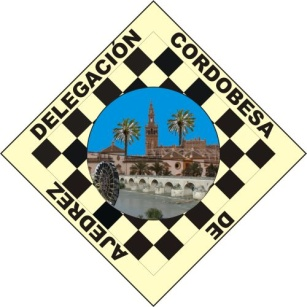 DELEGACIÓN
CORDOBESA
DE
AJEDREZ